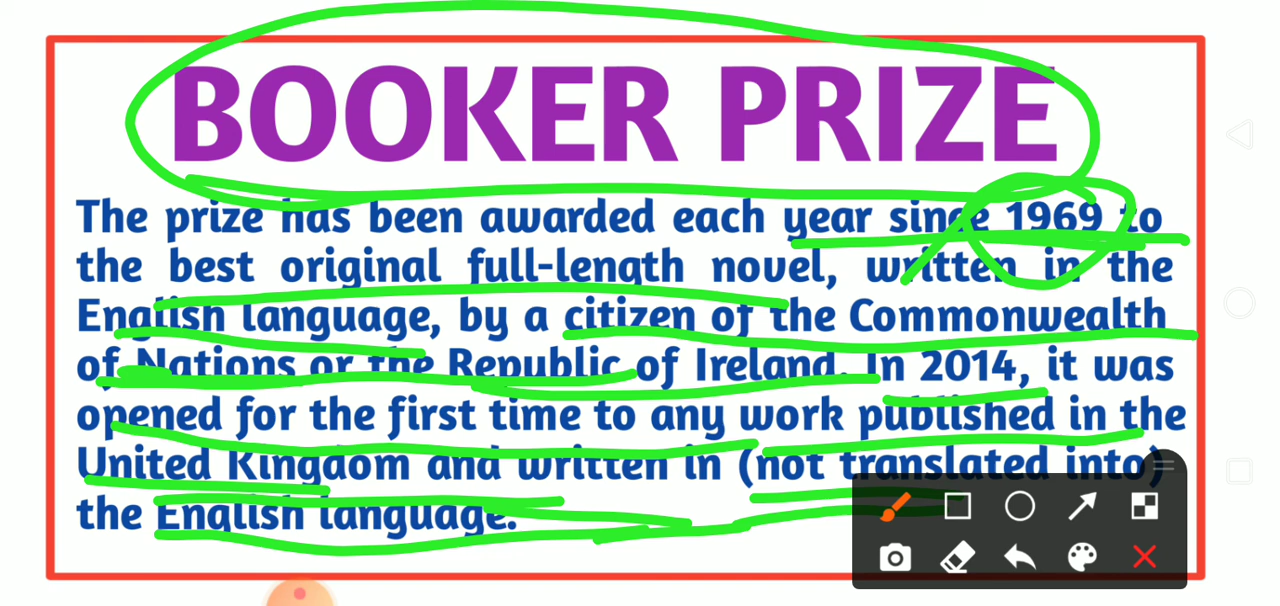 BOOKER PRIZE
The prize has been awarded each year since 1969 to
the best original full-length novel, written in the
English language, by a citizen of the Commonwealth
of Nations or the Republic of Ireland. In 2014, it was
opened for the first time to any work published in the
United Kingdom and written in (not translated into)
the English language.